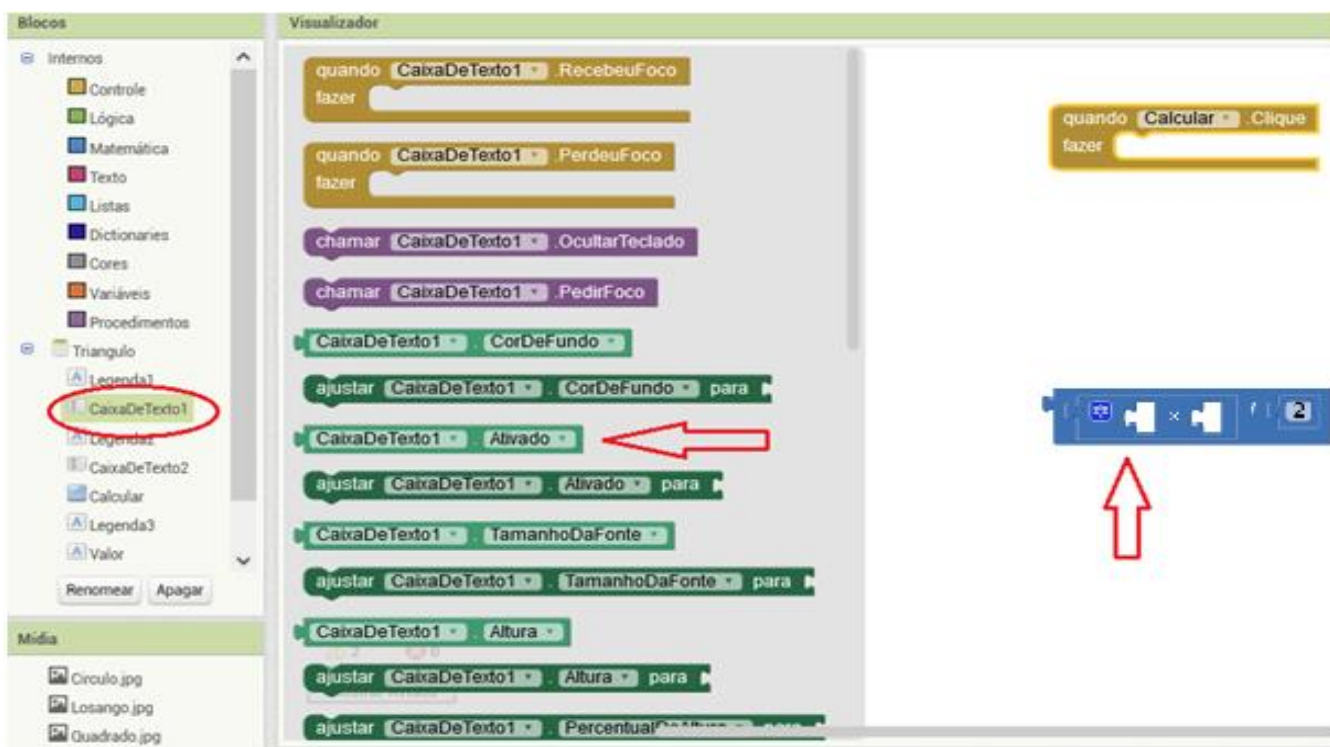 Blocos
Internos
Controle
Lógica
Matemática
Texto
Listas
Dictionaries
Cores
Variáveis
Procedimentos
Triangulo
Legenda1
CaixaDeTexto1
Legenda2
CaixaDeTexto2
Calcular
Legenda3
Valor
Renomear Apagar
Mídia
Circulo.jpg
Losango.jpg
Quadrado.jpg
Visualizador
quando CaixaDeTexto1 .RecebeuFoco
fazer
quando CaixaDeTexto1 .PerdeuFoco
fazer
chamar CaixaDeTexto1 .OcultarTeclado
chamar CaixaDeTexto1 .PedirFoco
CaixaDeTexto1 . CorDeFundo
ajustar CaixaDeTexto1 . CorDeFundo para
CaixaDeTexto1 . Ativado
ajustar CaixaDeTexto1 . Ativado para
CaixaDeTexto1 . TamanhoDaFonte
ajustar CaixaDeTexto1 . TamanhoDaFonte para
CaixaDeTexto1 . Altura
2 0
ajustar CaixaDeTexto1 . Altura para
ajustar CaixaDeTexto1 .
quando Calcular .Clique
fazer
× / 2